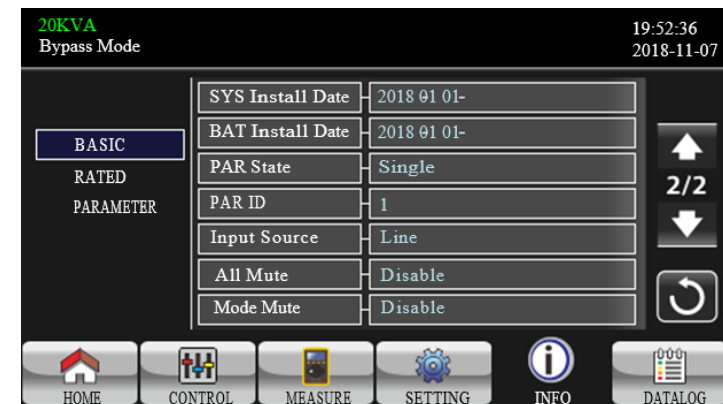 20KVA
Bypass Mode
19:52:36
2018-11-07
BASIC
RATED
PARAMETER
SYS Install Date 2018 01 01-
BAT Install Date 2018 01 01-
PAR State Single
PAR ID 1
Input Source Line
All Mute Disable
Mode Mute Disable
2/2
HOME CONTROL MEASURE SETTING INFO DATALOG